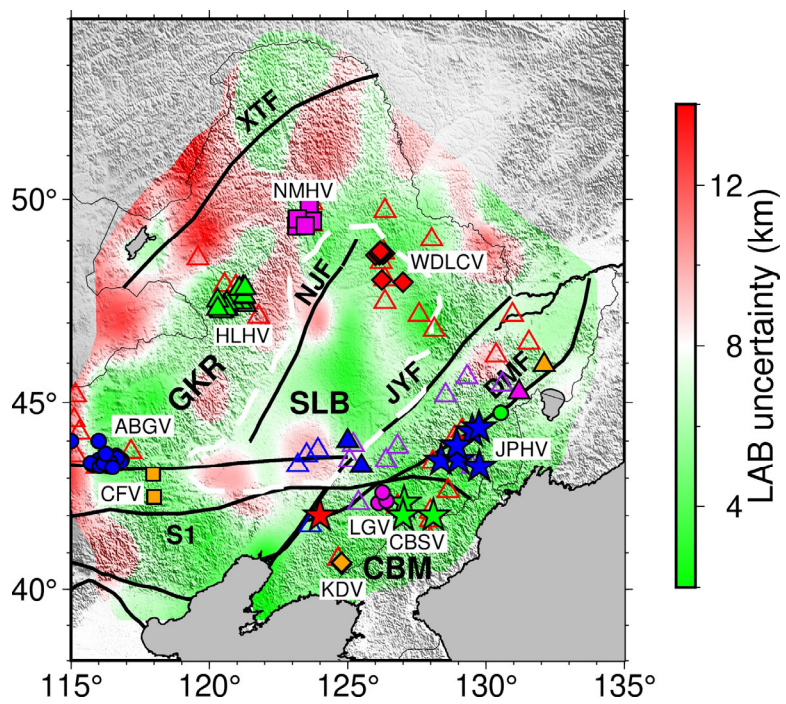 XTF
NMHV
50°
12
WDLCV
NJF
HLHV
LAB uncertainty (km)
8
GKR
JYF
DMF
SLB
45°
ABGV
JPHV
CFV
4
LGV
S1
CBSV
CBM
KDV
40°
115° 120° 125° 130° 135°